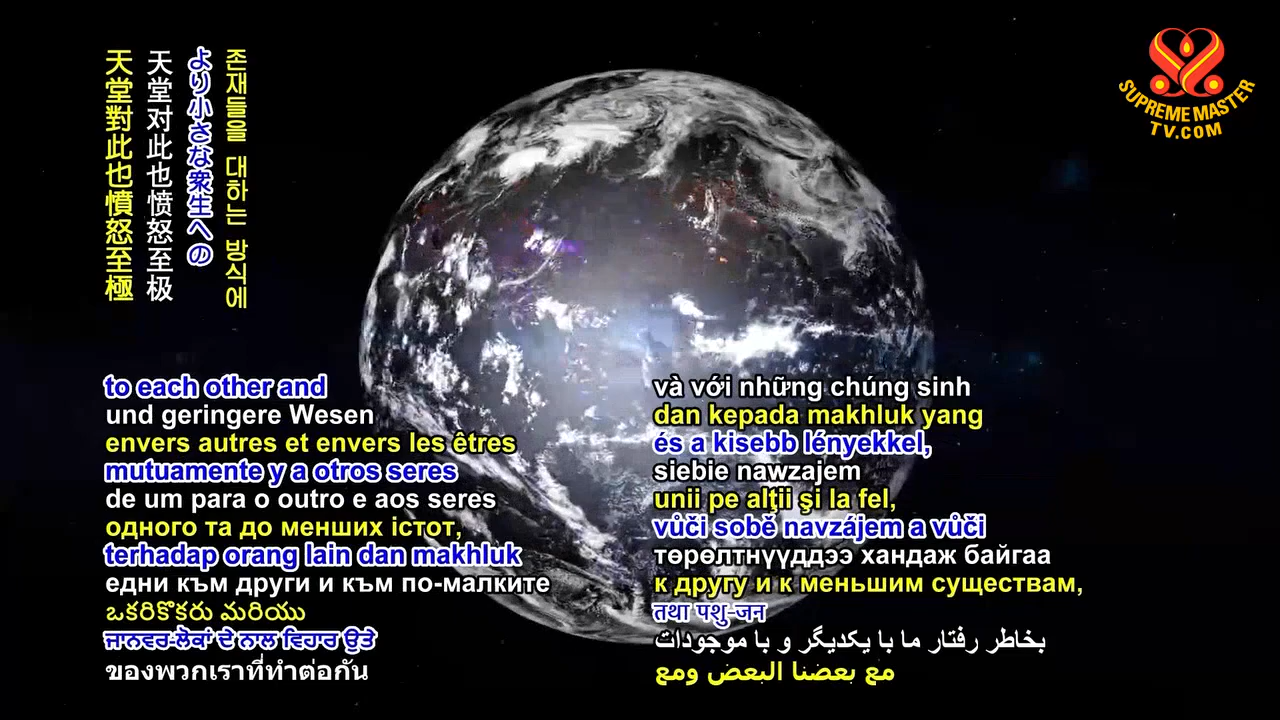 天堂對此也憤怒至極
天堂对此也愤怒至极
より小さな衆生への
존재들을 대하는 방식에
SUPREME MASTER
TV.COM
to each other and
und geringere Wesen
envers autres et envers les êtres
mutuamente y a otros seres
de um para o outro e aos seres
одного та до менших істот,
terhadap orang lain dan makhluk
едни към други и към по-малките
ఒకరికొకరు మరియు
ਜਾਨਵਰ-ਲੋਕਾਂ ਦੇ ਨਾਲ ਵਿਹਾਰ ਉਤੇ
ของพวกเราที่ทำต่อกัน
và với những chúng sinh
dan kepada makhluk yang
és a kisebb lényekkel,
siebie nawzajem
unii pe alţii şi la fel,
vůči sobě navzájem a vůči
төрөлтнүүддээ хандаж байгаа
к другу и к меньшим существам,
तथा पशु-जन
بخاطر رفتار ما با یکدیگر و با موجودات
مع بعضنا البعض ومع